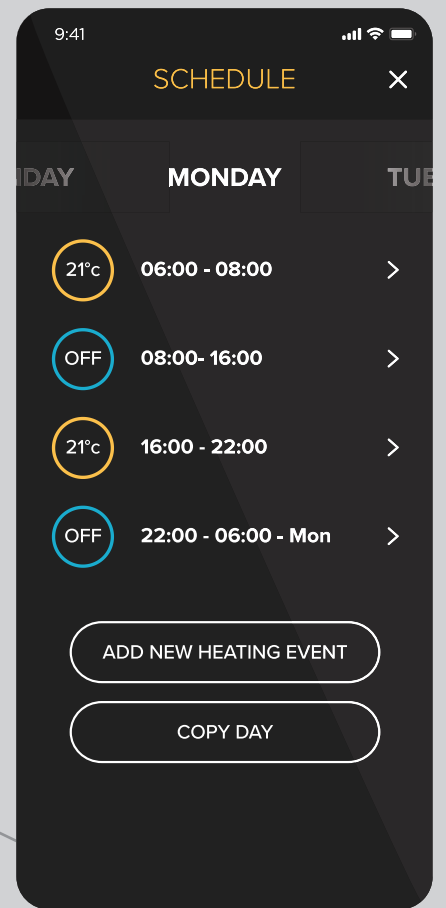 9:41
SCHEDULE
DAY MONDAY TUE
21°c 06:00 - 08:00
OFF 08:00- 16:00
21°c 16:00 - 22:00
OFF 22:00 - 06:00 - Mon
ADD NEW HEATING EVENT
COPY DAY